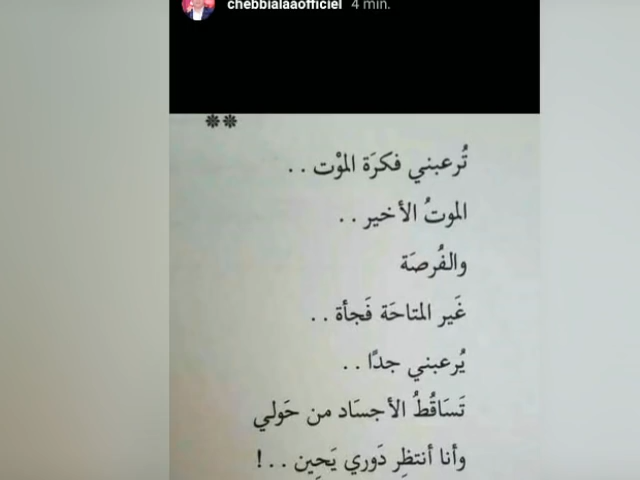 chebbialaaofficiel 4 min.
**
تُرعبني فكرَة الموْت . .
الموتُ الأخير . .
والفُرصَة
غَير المتاحَة فَجأة . .
يُرعبني جدًا . .
تَسَاقُطُ الأجسَاد من حَولي
وأنا أنتظِر دَوري يَحِين . . !